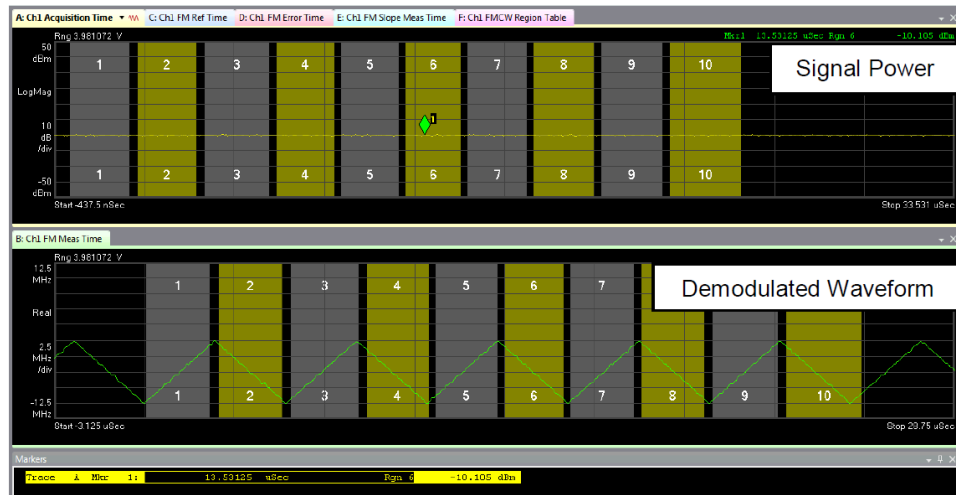 A: Ch1 Acquisition Time C: Ch1 FM Ref Time D: Ch1 FM Error Time E: Ch1 FM Slope Meas Time F: Ch1 FMCW Region Table
Rng 3.981072 V Mkr1 13.53125 uSec Rgn 6 -10.105 dBm
50
dBm
1 2 3 4 5 6 7 8 9 10
Signal Power
LogMag
1
10
dB
/div
1 2 3 4 5 6 7 8 9 10
-50
dBm
Start -437.5 nSec Stop 33.531 uSec
B: Ch1 FM Meas Time
Rng 3.981072 V
12.5
MHz
1 2 3 4 5 6 7
Demodulated Waveform
Real
2.5
MHz
/div
1 2 3 4 5 6 7 8 9 10
-12.5
MHz
Start -3.125 uSec Stop 28.75 uSec
Markers
Trace A Mkr 1: 13.53125 uSec Rgn 6 -10.105 dBm